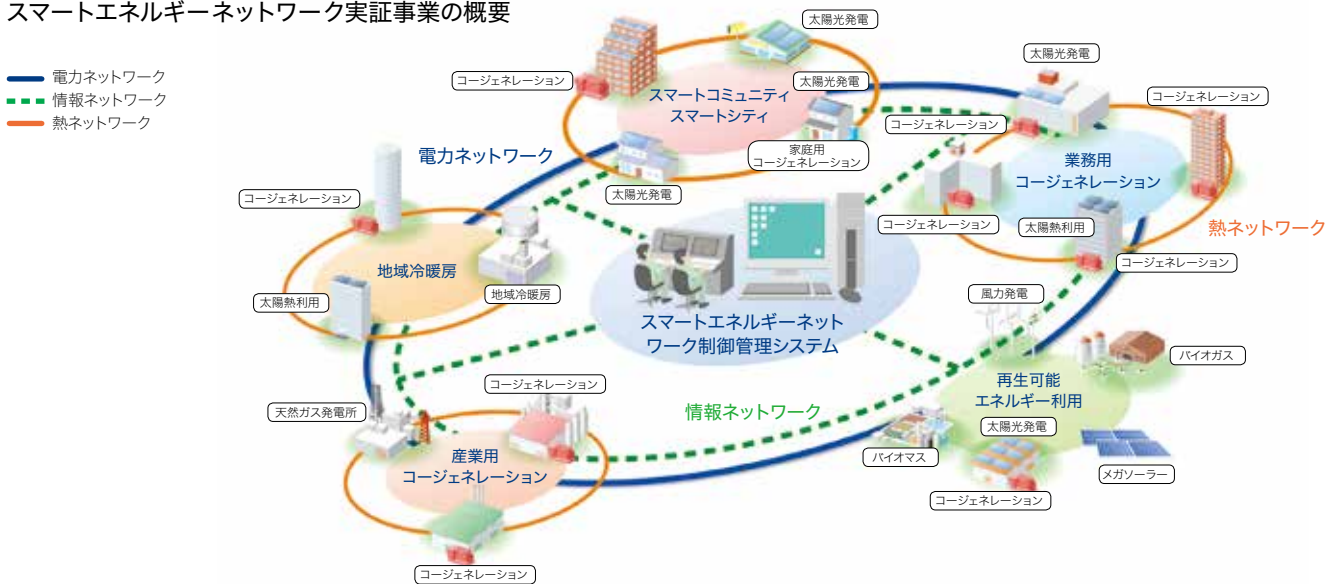 スマートエネルギーネットワーク実証事業の概要
電力ネットワーク
情報ネットワーク
熱ネットワーク
太陽光発電
コージェネレーション
太陽光発電
スマートコミュニティ
スマートシティ
家庭用
コージェネレーション
太陽光発電
電力ネットワーク
太陽光発電
コージェネレーション
コージェネレーション
業務用
コージェネレーション
コージェネレーション
太陽熱利用
コージェネレーション
熱ネットワーク
コージェネレーション
地域冷暖房
地域冷暖房
太陽熱利用
スマートエネルギーネット
ワーク制御管理システム
風力発電
バイオガス
再生可能
エネルギー利用
太陽光発電
バイオマス
メガソーラー
コージェネレーション
情報ネットワーク
コージェネレーション
天然ガス発電所
産業用
コージェネレーション
コージェネレーション